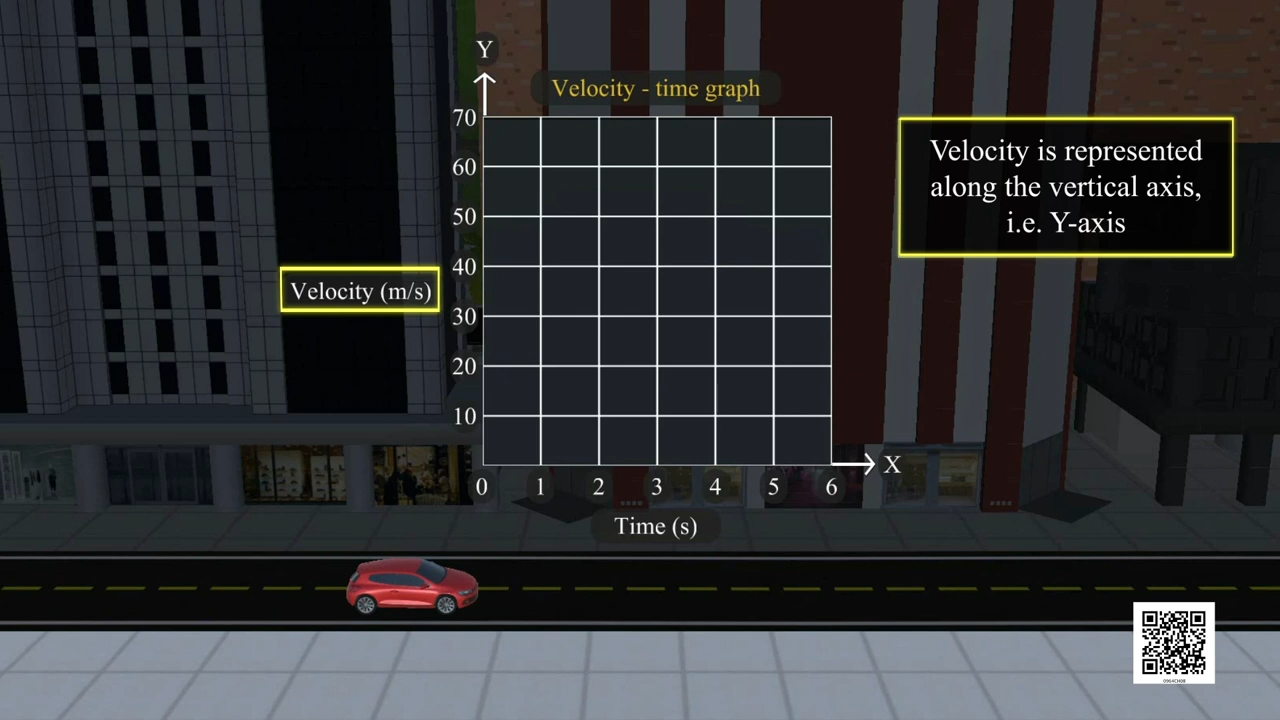 Y
Velocity - time graph
70
60
50
40
30
20
10
Velocity (m/s)
Velocity is represented
along the vertical axis,
i.e. Y-axis
X
0 1 2 3 4 5 6
Time (s)
0964CH08